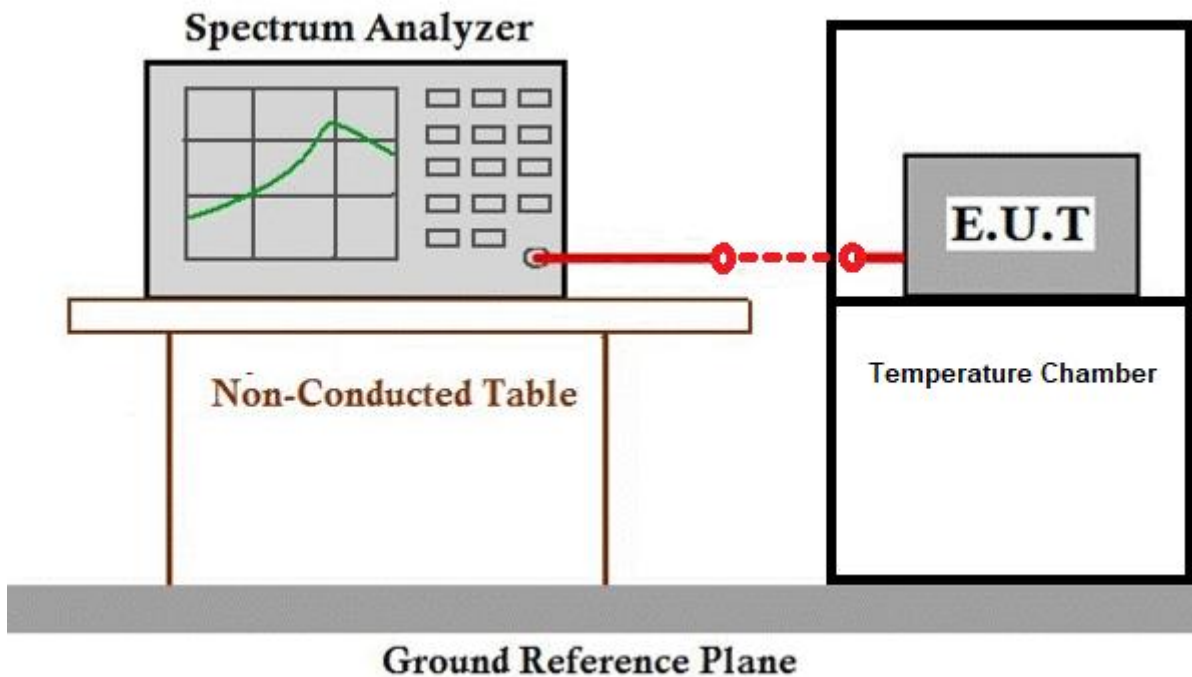 Spectrum Analyzer
E.U.T
Temperature Chamber
Non-Conducted Table
Ground Reference Plane